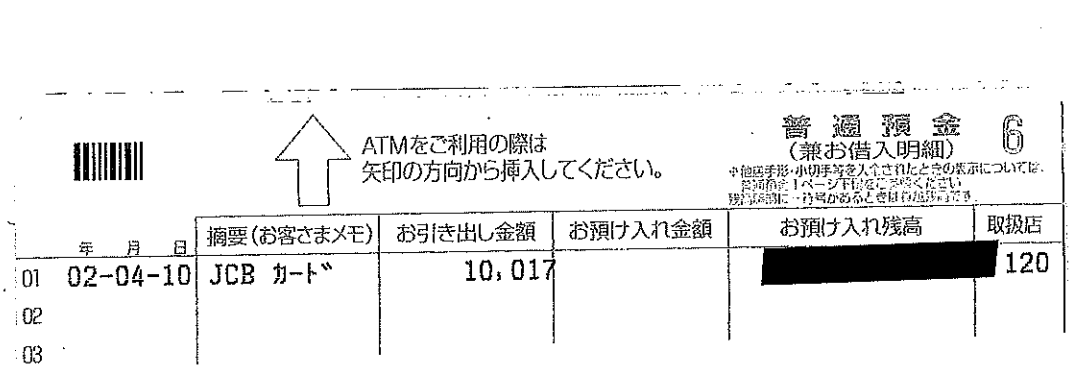 普通預金 6
(兼お借入明細)
ATMをご利用の際は
矢印の方向から挿入してください。
年 月 日 摘要(お客さまメモ) お引き出し金額 お預け入れ金額 お預け入れ残高 取扱店
01 02-04-10 JCB カード 10,017 120
02
03